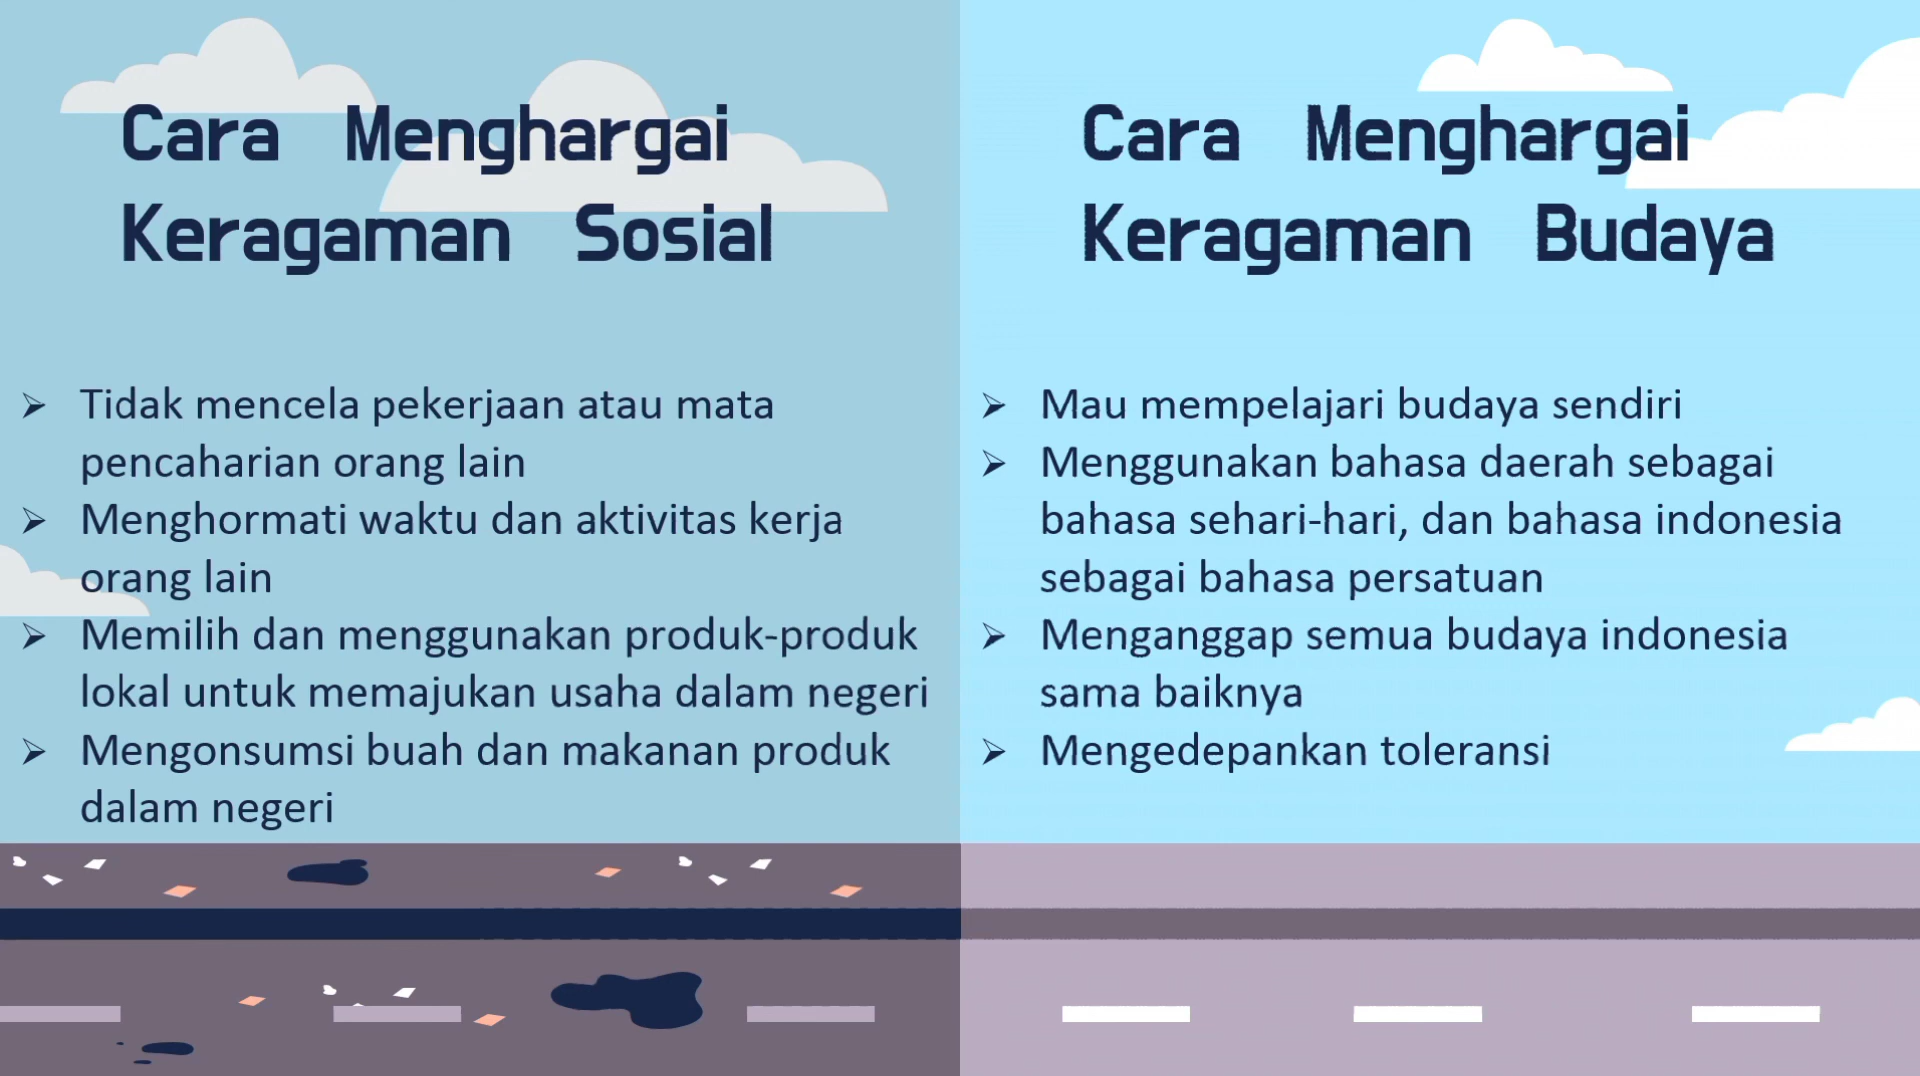 Cara Menghargai
Keragaman Sosial
➢ Tidak mencela pekerjaan atau mata
pencaharian orang lain
➢ Menghormati waktu dan aktivitas kerja
orang lain
➢ Memilih dan menggunakan produk-produk
lokal untuk memajukan usaha dalam negeri
➢ Mengonsumsi buah dan makanan produk
dalam negeri
Cara Menghargai
Keragaman Budaya
➢ Mau mempelajari budaya sendiri
➢ Menggunakan bahasa daerah sebagai
bahasa sehari-hari, dan bahasa indonesia
sebagai bahasa persatuan
➢ Menganggap semua budaya indonesia
sama baiknya
➢ Mengedepankan toleransi